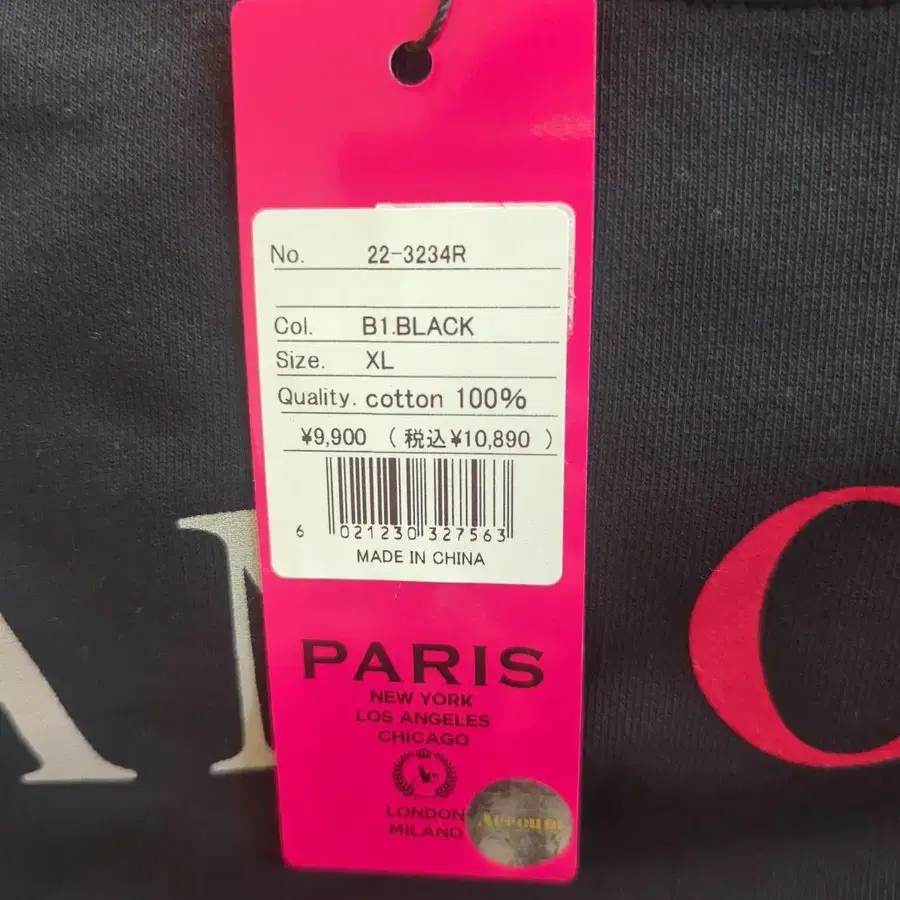 No. 22-3234R
Col. B1.BLACK
Size. XL
Quality. cotton 100%
¥9,900 (税込¥10,890)
6 021230 327563
MADE IN CHINA
PARIS
NEW YORK
LOS ANGELES
CHICAGO
LONDON
MILANO